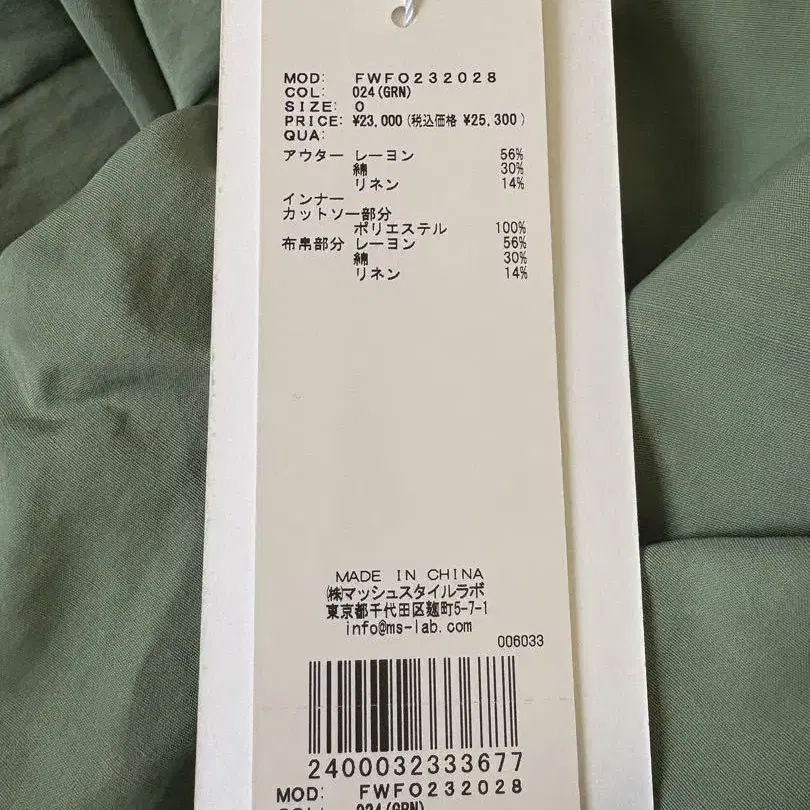 MOD: FWFO232028
COL: 024(GRN)
SIZE: 0
PRICE: ¥23,000(税込価格 ¥25,300)
QUA:
アウター レーヨン 56%
綿 30%
リネン 14%
インナー
カットソー部分
ポリエステル 100%
布帛部分 レーヨン 56%
綿 30%
リネン 14%
MADE IN CHINA
㈱マッシュスタイルラボ
東京都千代田区麹町5-7-1
info@ms-lab.com
006033
2400032333677
MOD: FWFO232028
COL: 024(GRN)